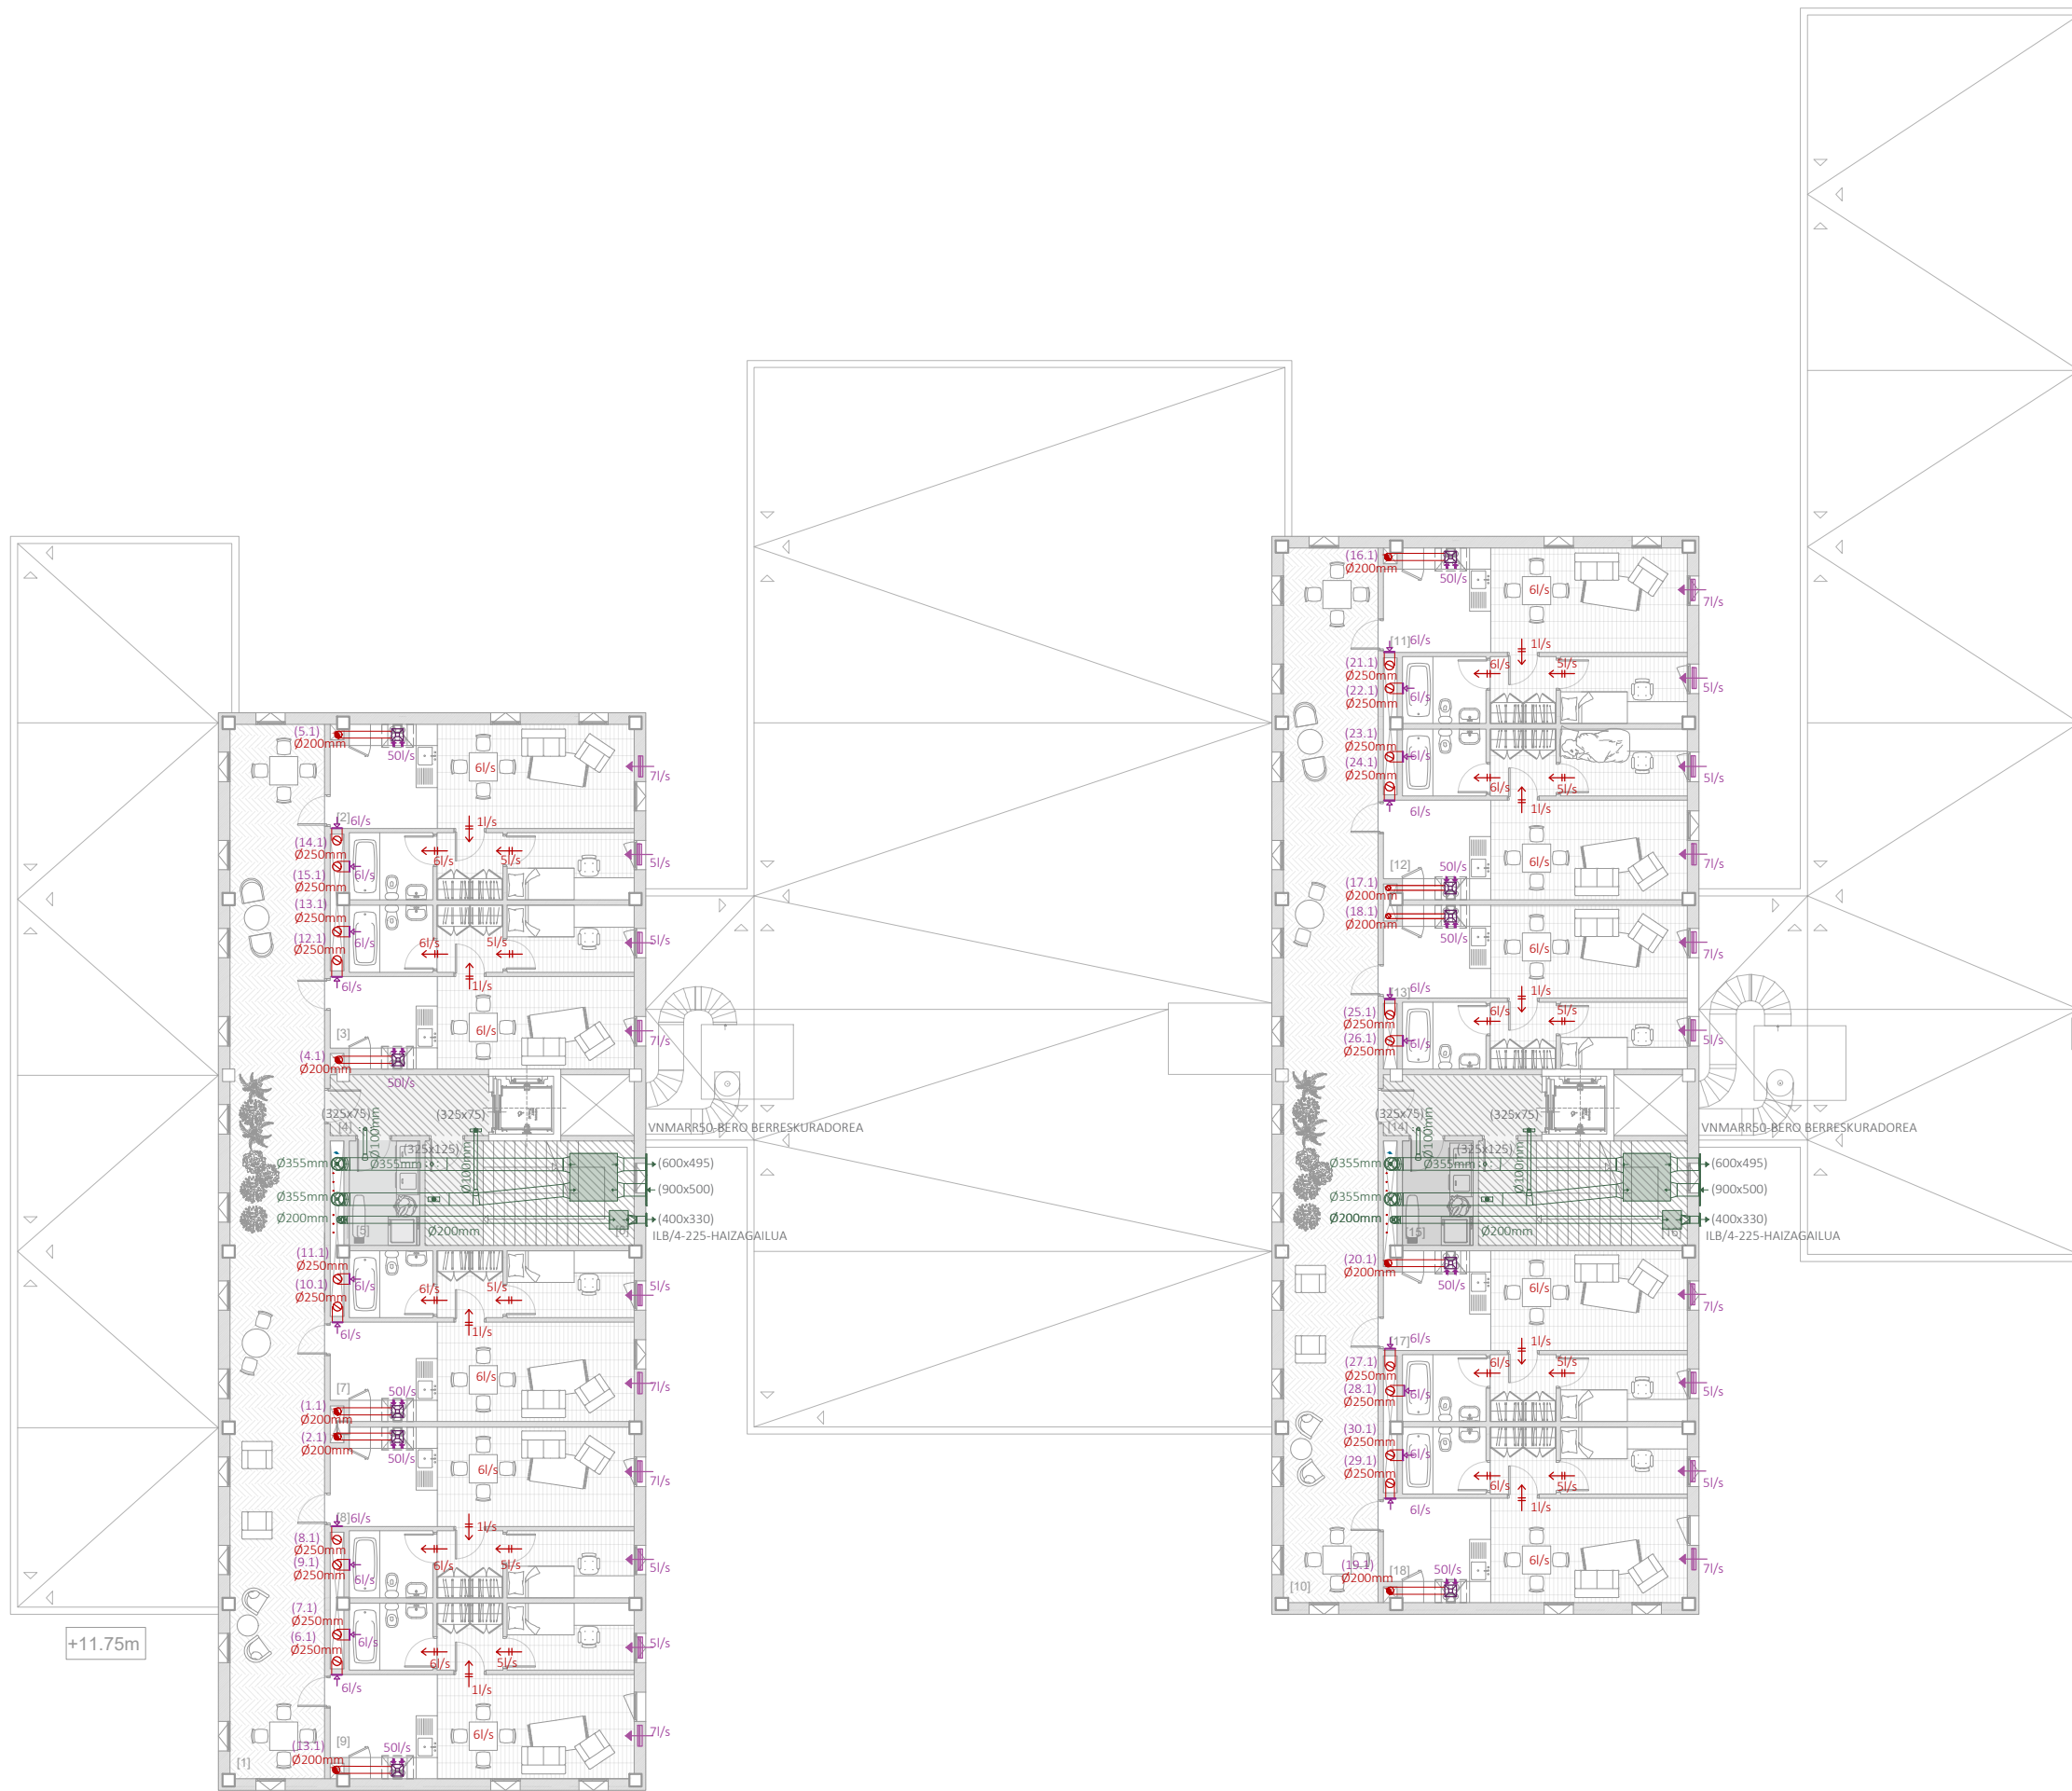 (5.1)
Ø200mm
50l/s
6l/s
7l/s
[2]
6l/s
1l/s
(14.1)
Ø250mm
(15.1)
Ø250mm
6l/s
6l/s
5l/s
5l/s
(13.1)
Ø250mm
(12.1)
Ø250mm
6l/s
6l/s
5l/s
5l/s
6l/s
1l/s
[3]
6l/s
7l/s
(4.1)
Ø200mm
50l/s
(325x75)
[4]
Ø100mm
(325x75)
VNMARR50-BERO BERRESKURADOREA
Ø355mm
Ø355mm
(325x125)
Ø100mm
(600x495)
Ø355mm
(900x500)
Ø200mm
[5]
Ø200mm
[6]
(400x330)
ILB/4-225-HAIZAGAILUA
(11.1)
Ø250mm
(10.1)
Ø250mm
6l/s
6l/s
5l/s
5l/s
6l/s
1l/s
[7]
50l/s
6l/s
7l/s
(1.1)
Ø200mm
(2.1)
Ø200mm
50l/s
6l/s
7l/s
[8]
6l/s
1l/s
(8.1)
Ø250mm
(9.1)
Ø250mm
6l/s
6l/s
5l/s
5l/s
(7.1)
Ø250mm
(6.1)
Ø250mm
6l/s
6l/s
5l/s
5l/s
6l/s
1l/s
[9]
50l/s
6l/s
7l/s
(13.1)
Ø200mm
[1]
+11.75m
(16.1)
Ø200mm
50l/s
6l/s
7l/s
[11]
6l/s
1l/s
(21.1)
Ø250mm
(22.1)
Ø250mm
6l/s
6l/s
5l/s
5l/s
(23.1)
Ø250mm
(24.1)
Ø250mm
6l/s
6l/s
5l/s
5l/s
6l/s
1l/s
[12]
50l/s
6l/s
7l/s
(17.1)
Ø200mm
(18.1)
Ø200mm
50l/s
6l/s
7l/s
[13]
6l/s
1l/s
(25.1)
Ø250mm
(26.1)
Ø250mm
6l/s
6l/s
5l/s
5l/s
(325x75)
[14]
Ø100mm
(325x75)
VNMARR50-BERO BERRESKURADOREA
Ø355mm
Ø355mm
(325x125)
Ø100mm
(600x495)
Ø355mm
(900x500)
Ø200mm
[15]
Ø200mm
[16]
(400x330)
ILB/4-225-HAIZAGAILUA
(20.1)
Ø200mm
50l/s
6l/s
7l/s
[17]
6l/s
1l/s
(27.1)
Ø250mm
(28.1)
Ø250mm
6l/s
6l/s
5l/s
5l/s
(30.1)
Ø250mm
(29.1)
Ø250mm
6l/s
6l/s
5l/s
5l/s
6l/s
1l/s
(19.1)
Ø200mm
[18]
50l/s
6l/s
7l/s
[10]